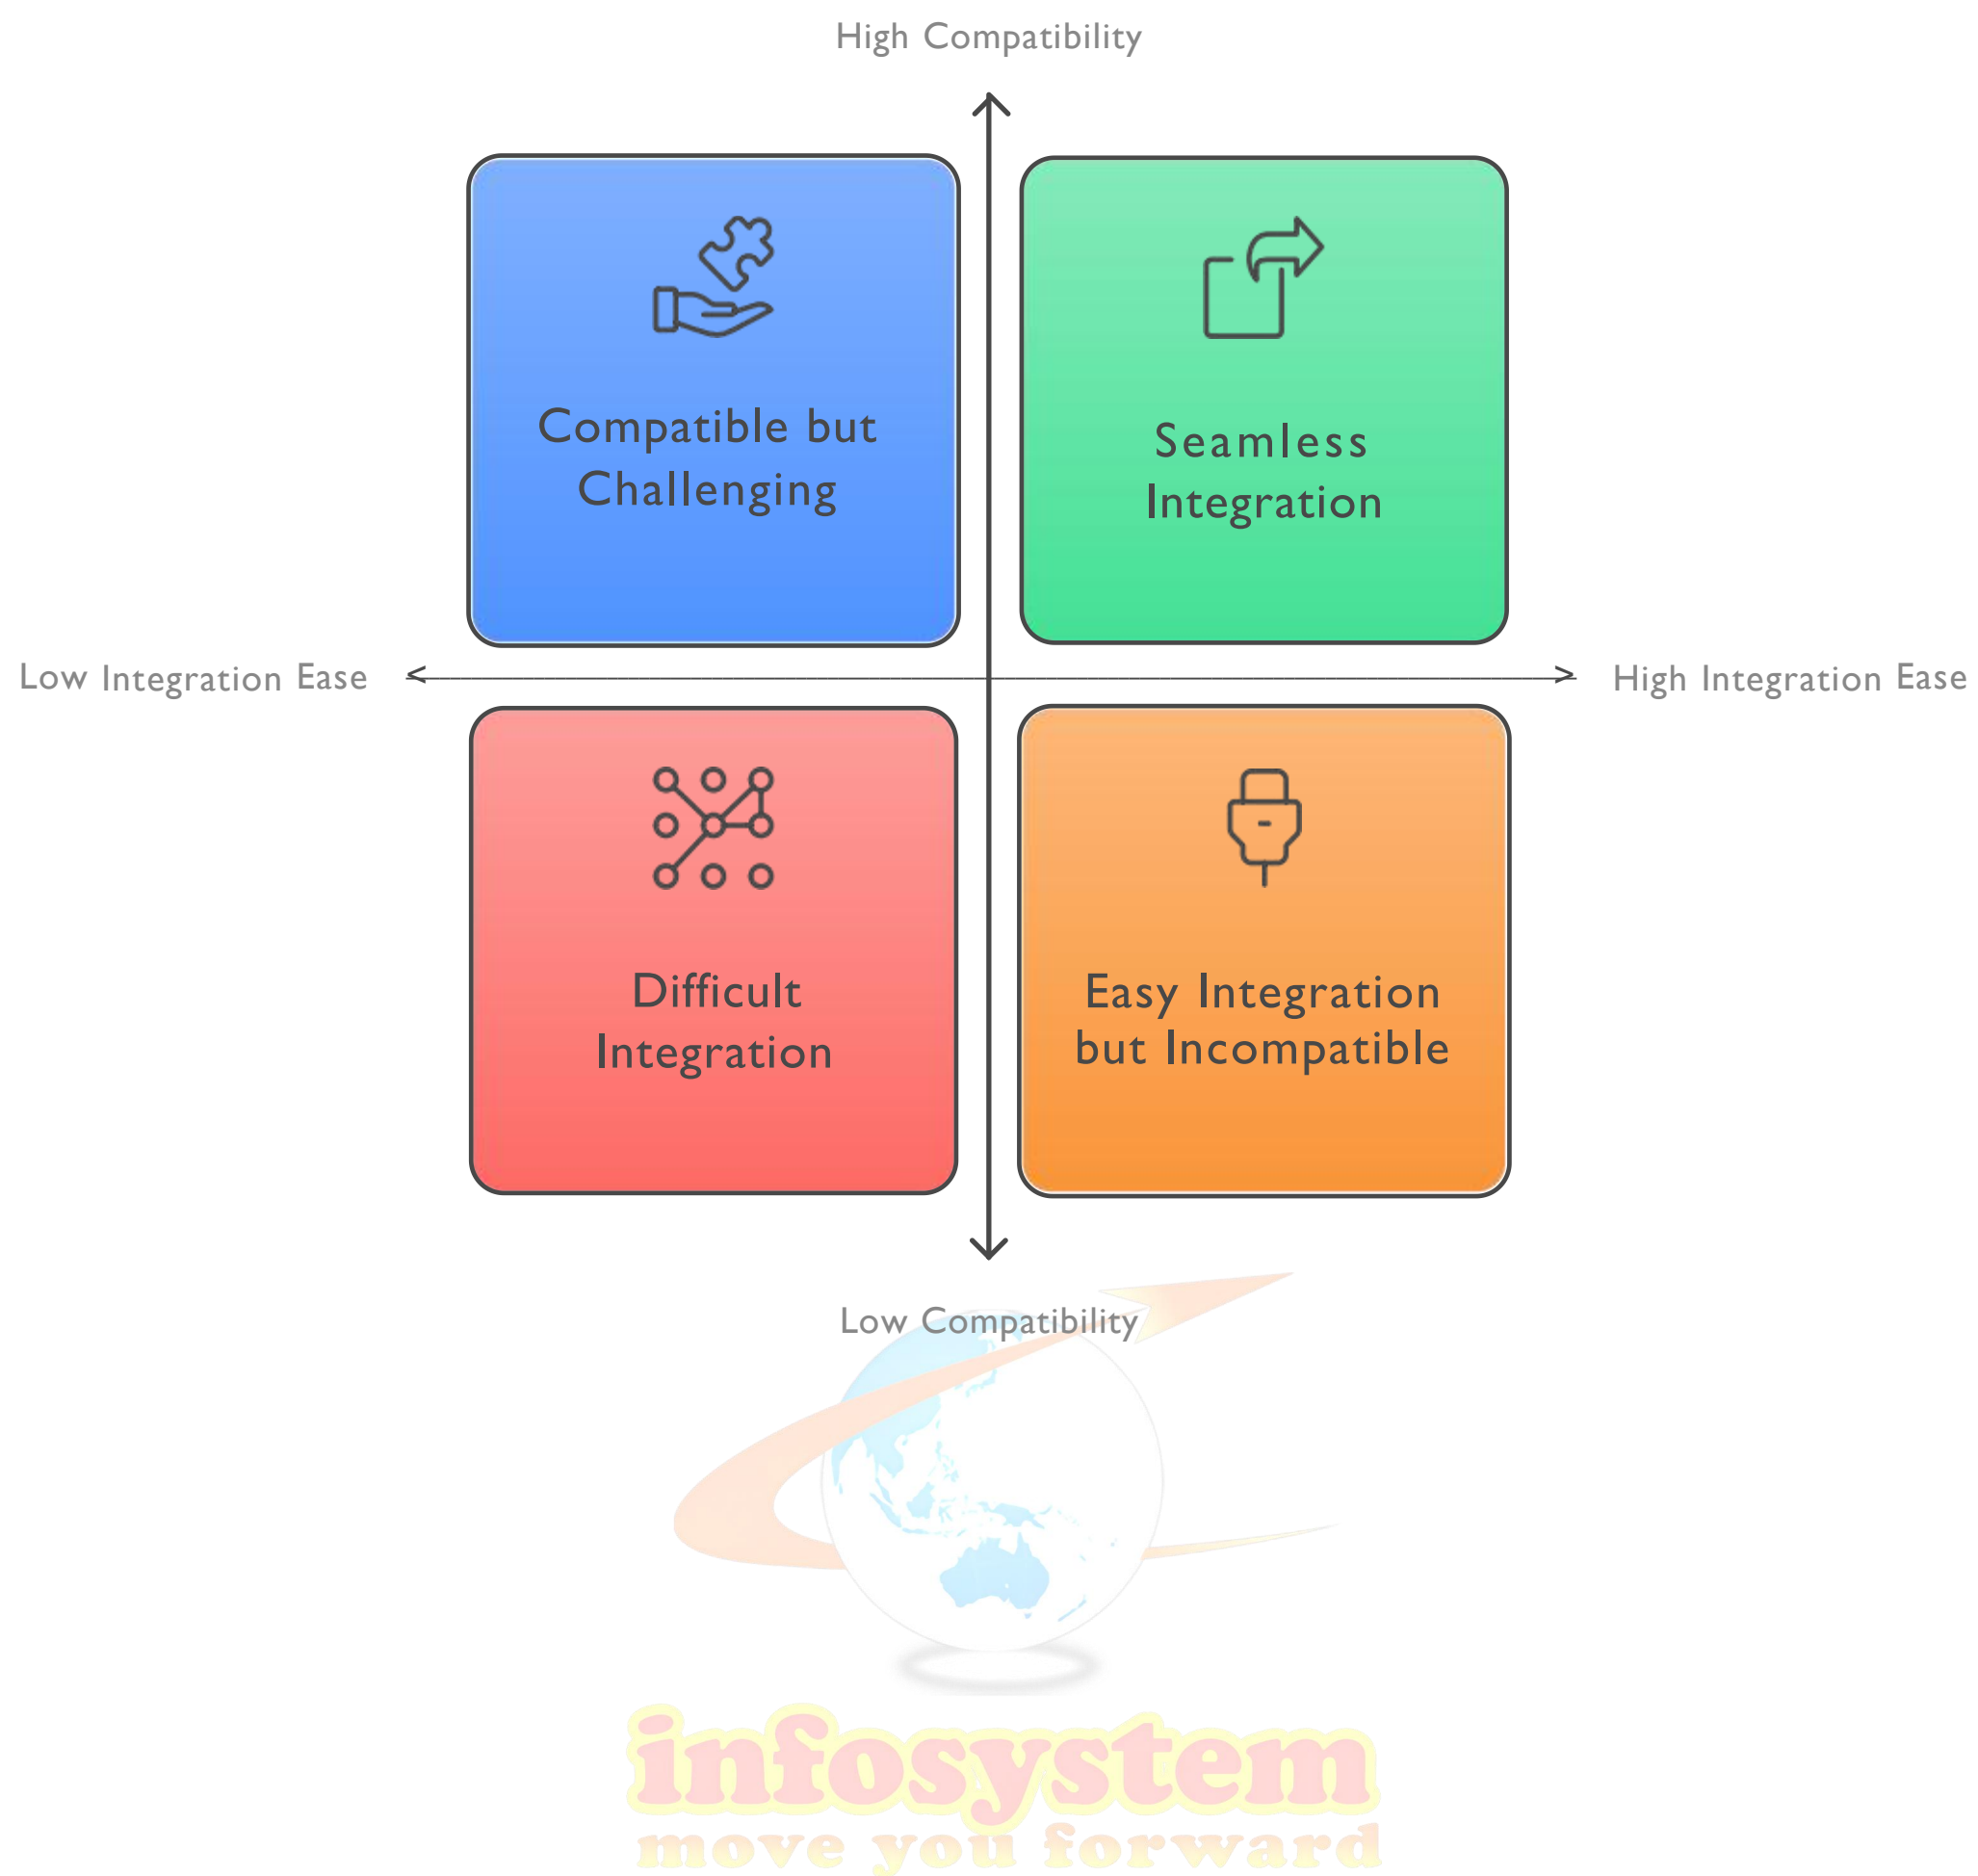 High Compatibility
Compatible but
Challenging
Seamless
Integration
Low Integration Ease
High Integration Ease
Difficult
Integration
Easy Integration
but Incompatible
Low Compatibility
infosystem
move you forward